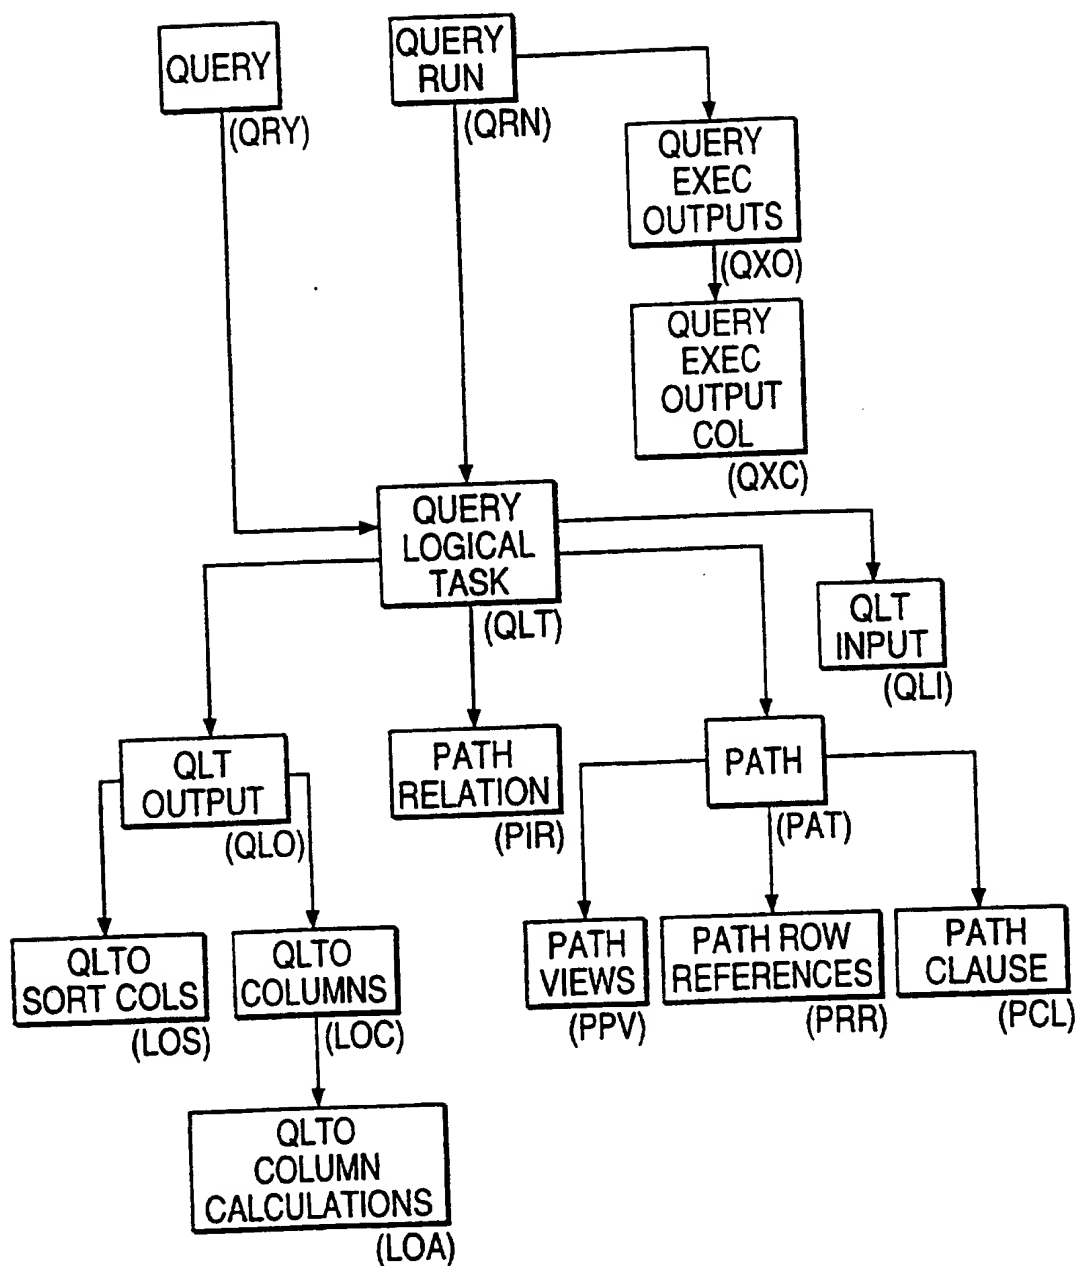 QUERY
(QRY)
QUERY
RUN
(QRN)
QUERY
EXEC
OUTPUTS
(QXO)
QUERY
EXEC
OUTPUT
COL
(QXC)
QUERY
LOGICAL
TASK
(QLT)
QLT
INPUT
(QLI)
QLT
OUTPUT
(QLO)
PATH
RELATION
(PIR)
PATH
(PAT)
QLTO
SORT COLS
(LOS)
QLTO
COLUMNS
(LOC)
PATH
VIEWS
(PPV)
PATH ROW
REFERENCES
(PRR)
PATH
CLAUSE
(PCL)
QLTO
COLUMN
CALCULATIONS
(LOA)